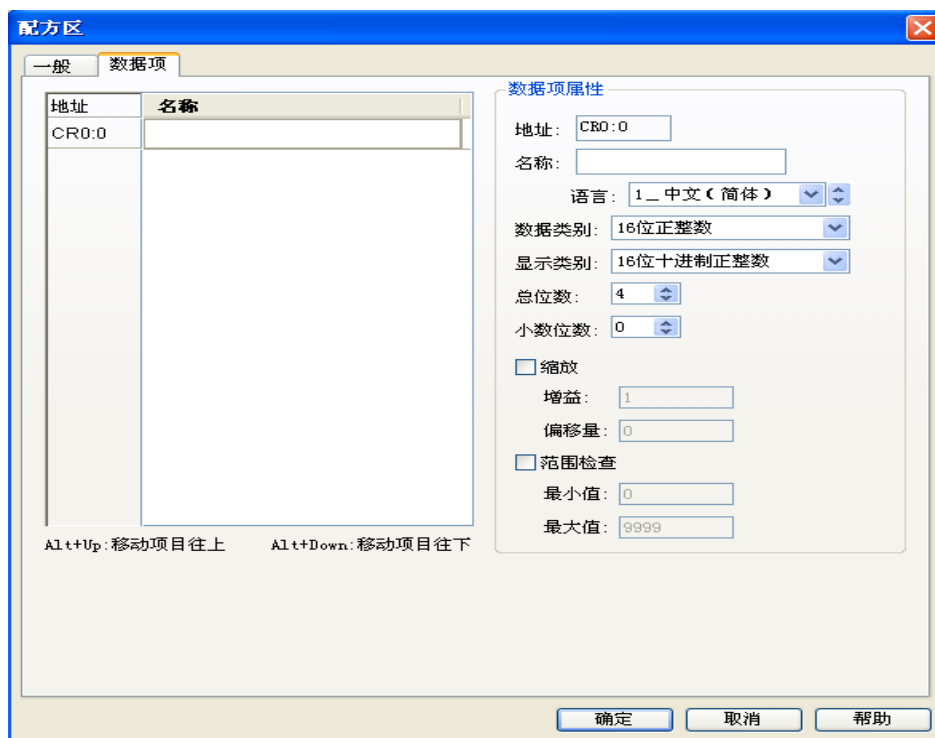 配方区
一般 数据项
地址 名称
CR0:0
Alt+Up:移动项目往上 Alt+Down:移动项目往下
数据项属性
地址: CR0:0
名称:
语言: 1_中文(简体)
数据类别: 16位正整数
显示类别: 16位十进制正整数
总位数: 4
小数位数: 0
缩放
增益: 1
偏移量: 0
范围检查
最小值: 0
最大值: 9999
确定 取消 帮助